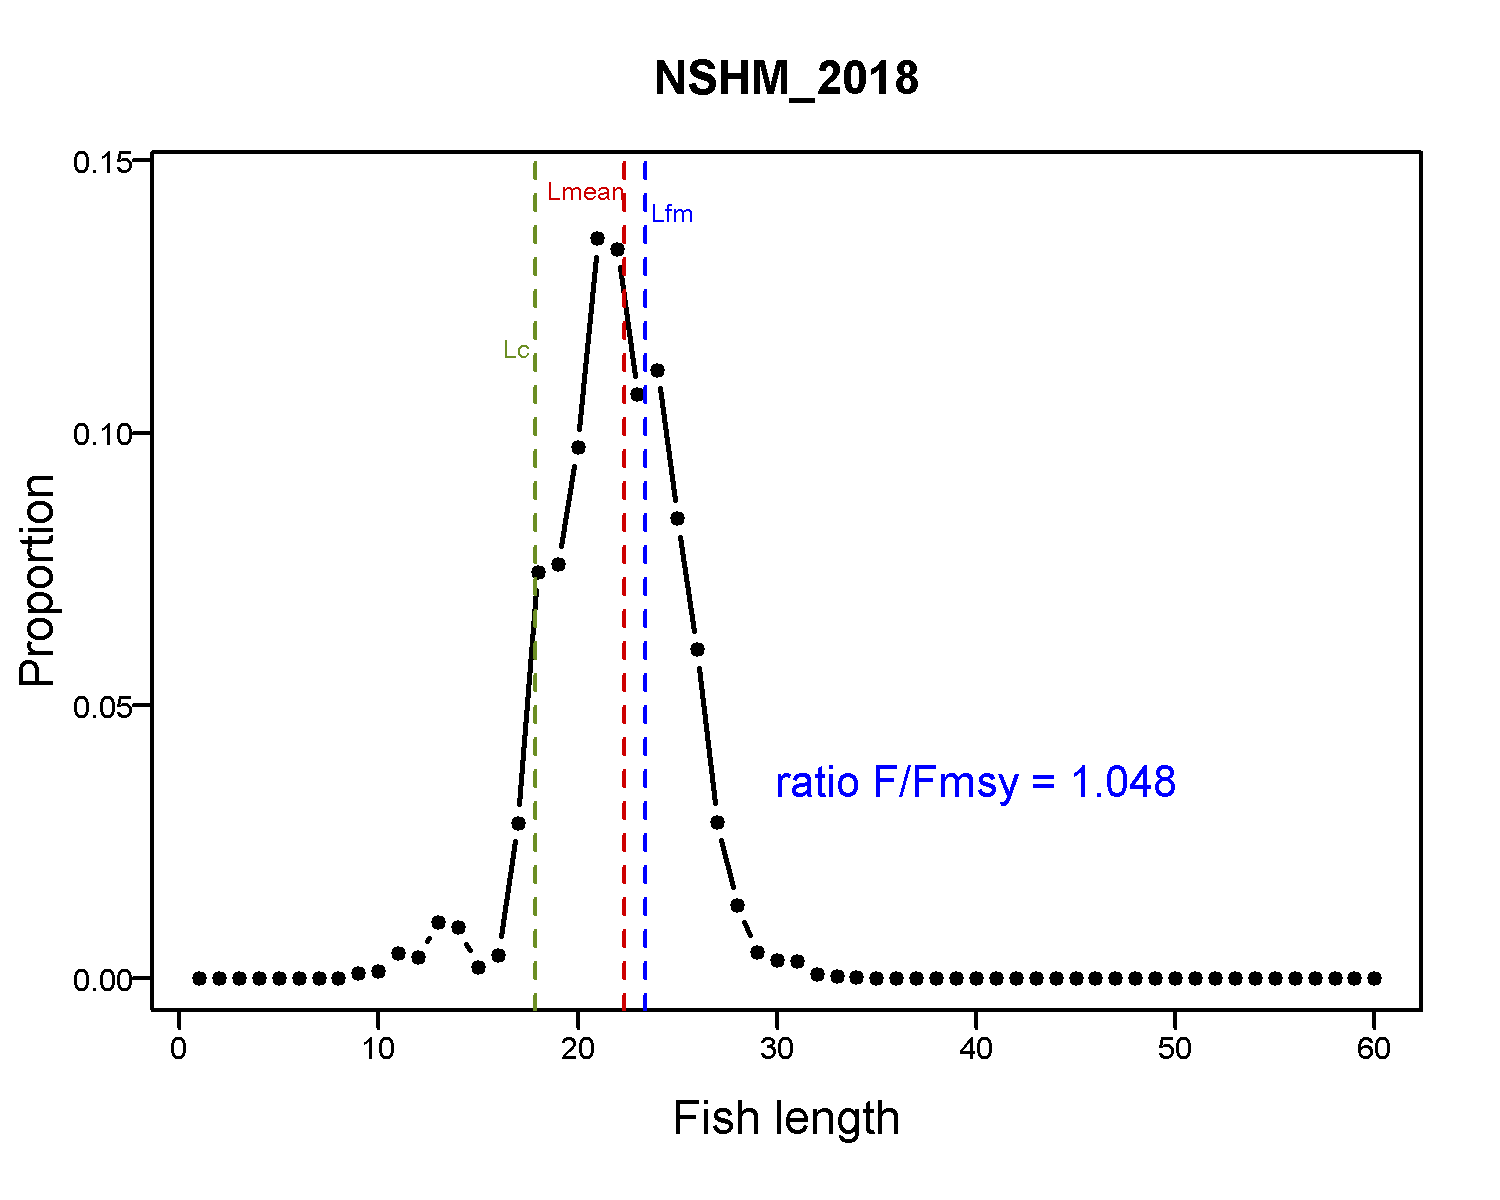 NSHM_2018
0.15
0.10
0.05
0.00
Proportion
Lmean
Lfm
Lc
ratio F/Fmsy = 1.048
0 10 20 30 40 50 60
Fish length